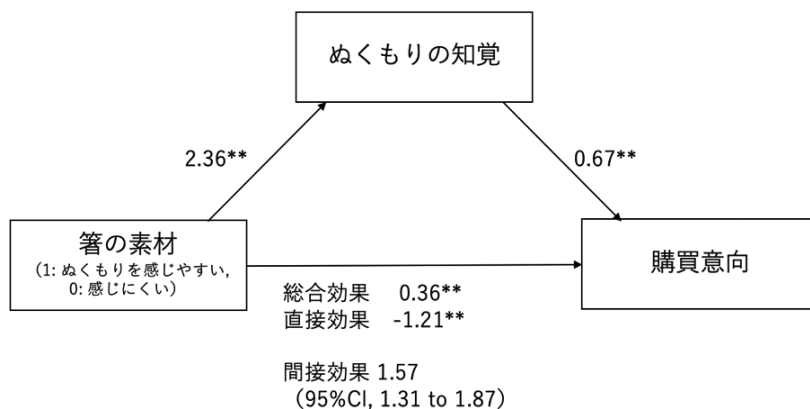 ぬくもりの知覚
2.36**
0.67**
箸の素材
（1: ぬくもりを感じやすい,
0: 感じにくい）
購買意向
総合効果 0.36**
直接効果 -1.21**
間接効果 1.57
（95%CI, 1.31 to 1.87）